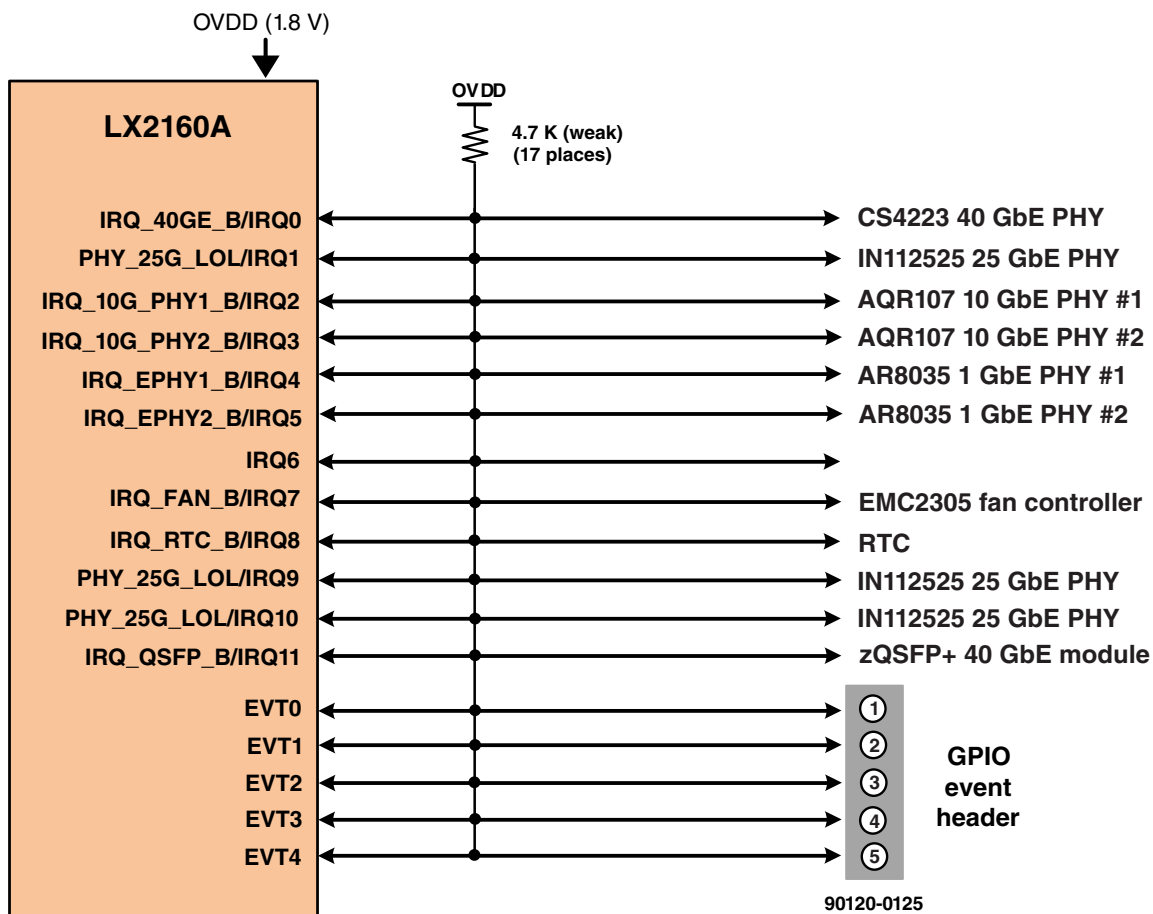 OVDD (1.8 V)
LX2160A
OVDD
4.7 K (weak)
(17 places)
IRQ_40GE_B/IRQ0 CS4223 40 GbE PHY
PHY_25G_LOL/IRQ1 IN112525 25 GbE PHY
IRQ_10G_PHY1_B/IRQ2 AQR107 10 GbE PHY #1
IRQ_10G_PHY2_B/IRQ3 AQR107 10 GbE PHY #2
IRQ_EPHY1_B/IRQ4 AR8035 1 GbE PHY #1
IRQ_EPHY2_B/IRQ5 AR8035 1 GbE PHY #2
IRQ6
IRQ_FAN_B/IRQ7 EMC2305 fan controller
IRQ_RTC_B/IRQ8 RTC
PHY_25G_LOL/IRQ9 IN112525 25 GbE PHY
PHY_25G_LOL/IRQ10 IN112525 25 GbE PHY
IRQ_QSFP_B/IRQ11 zQSFP+ 40 GbE module
EVT0 1
EVT1 2
EVT2 3
EVT3 4
EVT4 5
GPIO
event
header
90120-0125